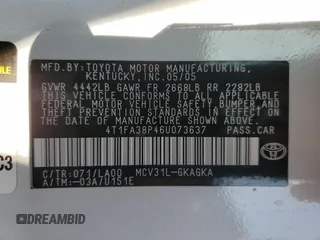 MFD.BY:TOYOTA MOTOR MANUFACTURING,
KENTUCKY,INC.05/05
GVWR 4442LB GAWR FR 2668LB RR 2282LB
THIS VEHICLE CONFORMS TO ALL APPLICABLE
FEDERAL MOTOR VEHICLE SAFETY, BUMPER,
AND THEFT PREVENTION STANDARDS IN
EFFECT ON THE DATE OF MANUFACTURE
SHOWN ABOVE.
4T1FA38P46U073637 PASS.CAR
C/TR:071/LA00 MCV31L-GKAGKA
A/TM:-03A/U151E
TOYOTA
C3
DREAMBID